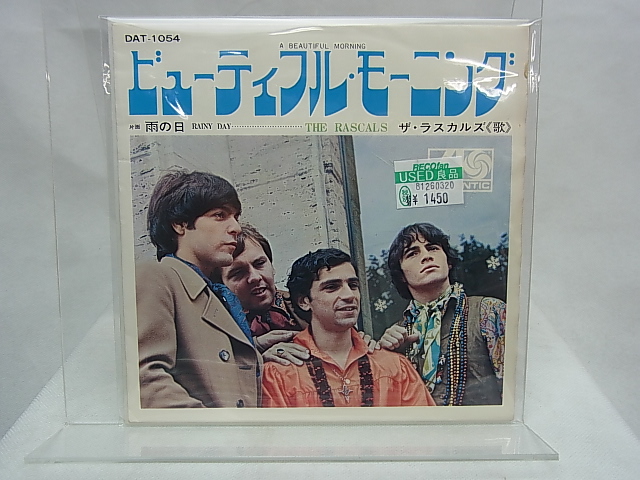 DAT-1054
A BEAUTIFUL MORNING
ビューティフル・モーニング
片面 雨の日 RAINY DAY THE RASCALS ザ・ラスカルズ《歌》
RECOfan
USED良品
81260320
¥1450